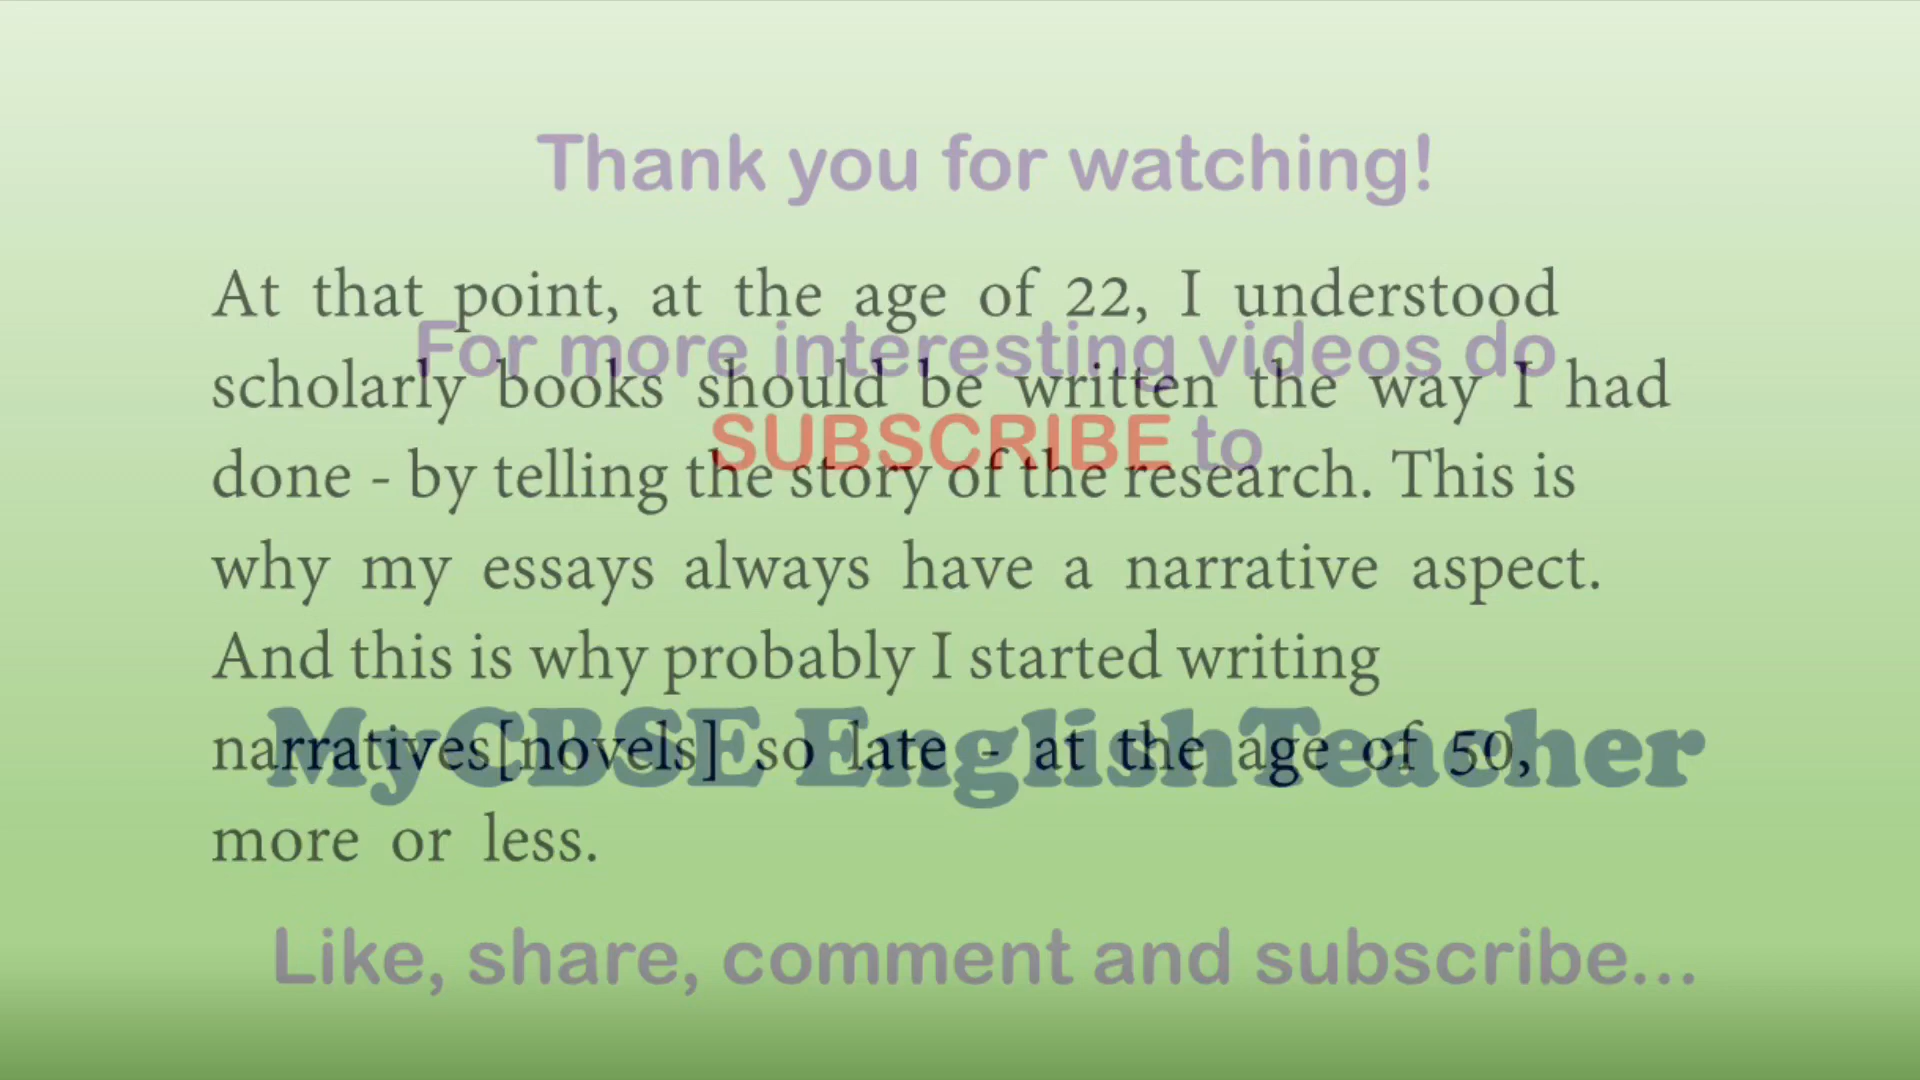 Thank you for watching!
At that point, at the age of 22, I understood
For more interesting videos do
scholarly books should be written the way I had
SUBSCRIBE to
done - by telling the story of the research. This is
why my essays always have a narrative aspect.
And this is why probably I started writing
narratives[novels] so late - at the age of 50,
MyCBSE EnglishTeacher
more or less.
Like, share, comment and subscribe...